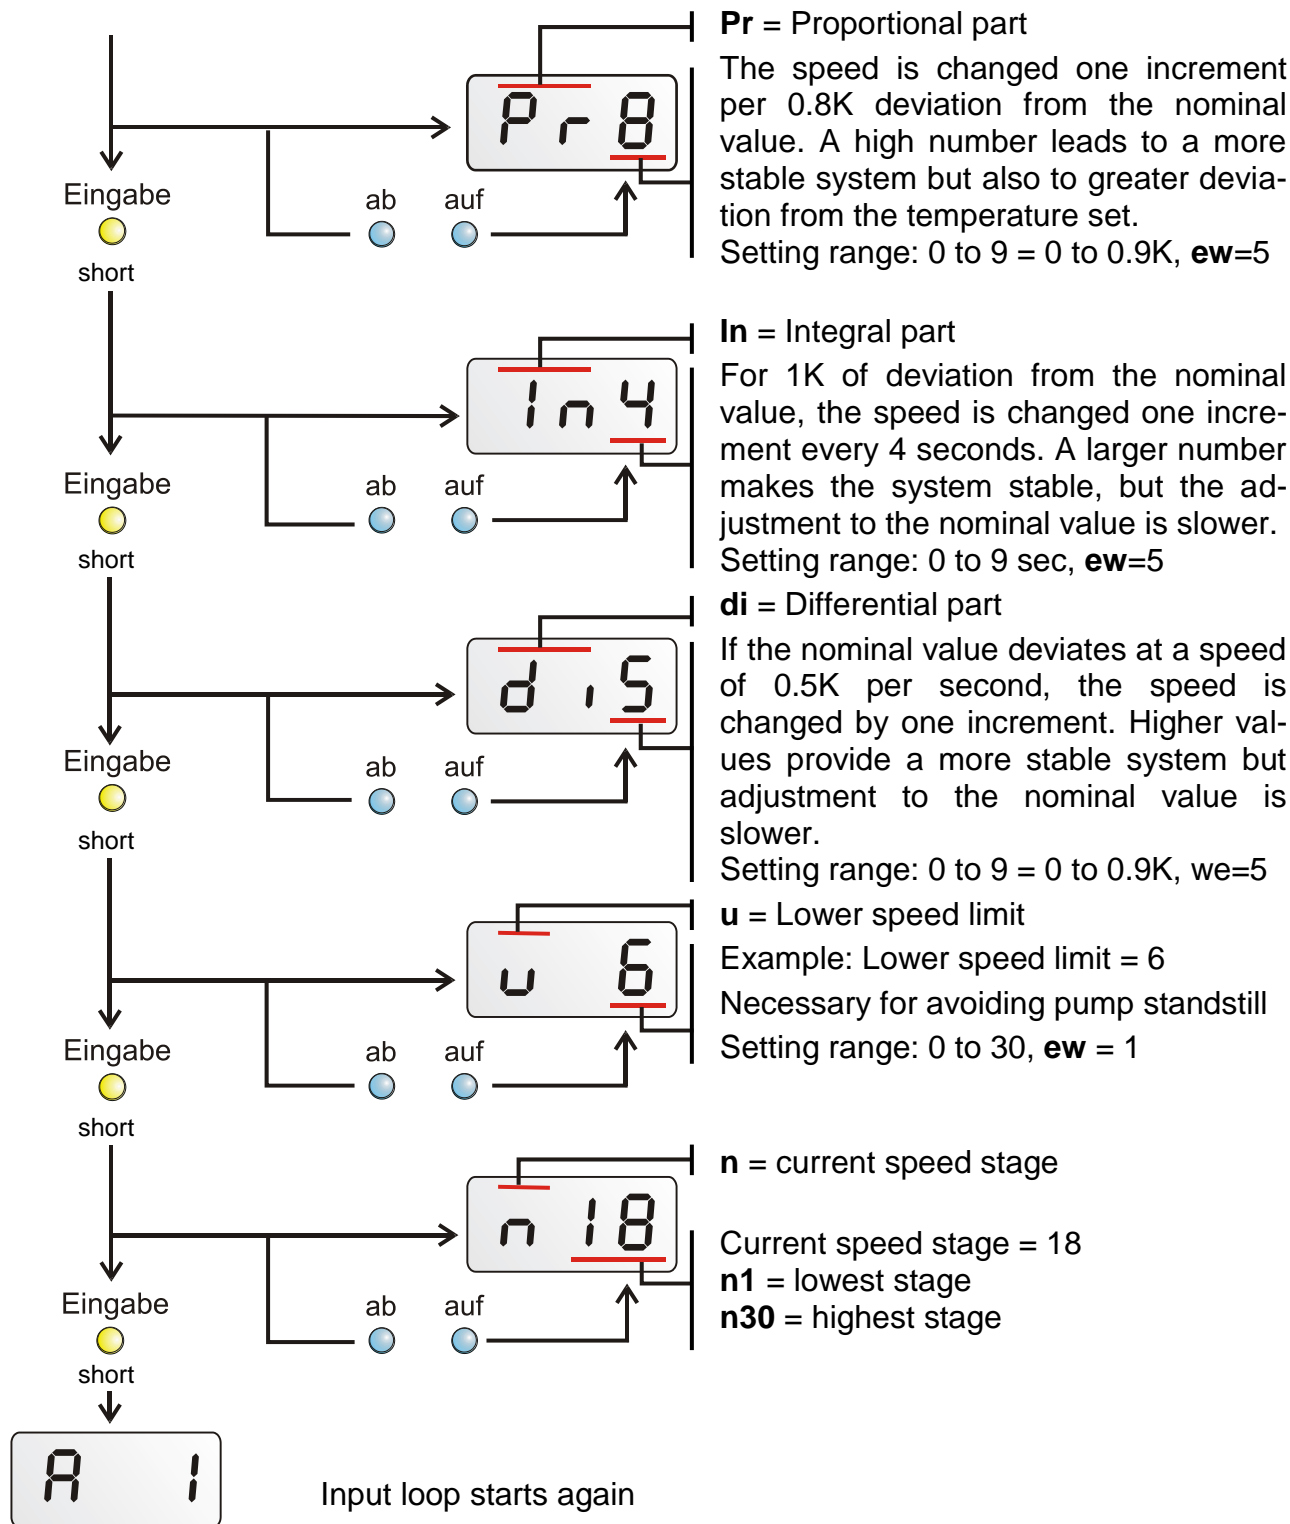 Pr = Proportional part
The speed is changed one increment
per 0.8K deviation from the nominal
value. A high number leads to a more
stable system but also to greater devia-
tion from the temperature set.
Setting range: 0 to 9 = 0 to 0.9K, ew=5
Pr8
Eingabe
ab auf
short
In = Integral part
For 1K of deviation from the nominal
value, the speed is changed one incre-
ment every 4 seconds. A larger number
makes the system stable, but the ad-
justment to the nominal value is slower.
Setting range: 0 to 9 sec, ew=5
In4
Eingabe
ab auf
short
di = Differential part
If the nominal value deviates at a speed
of 0.5K per second, the speed is
changed by one increment. Higher val-
ues provide a more stable system but
adjustment to the nominal value is
slower.
Setting range: 0 to 9 = 0 to 0.9K, we=5
di5
Eingabe
ab auf
short
u = Lower speed limit
Example: Lower speed limit = 6
Necessary for avoiding pump standstill
Setting range: 0 to 30, ew = 1
u 6
Eingabe
ab auf
short
n = current speed stage
Current speed stage = 18
n1 = lowest stage
n30 = highest stage
n 18
Eingabe
ab auf
short
A 1
Input loop starts again